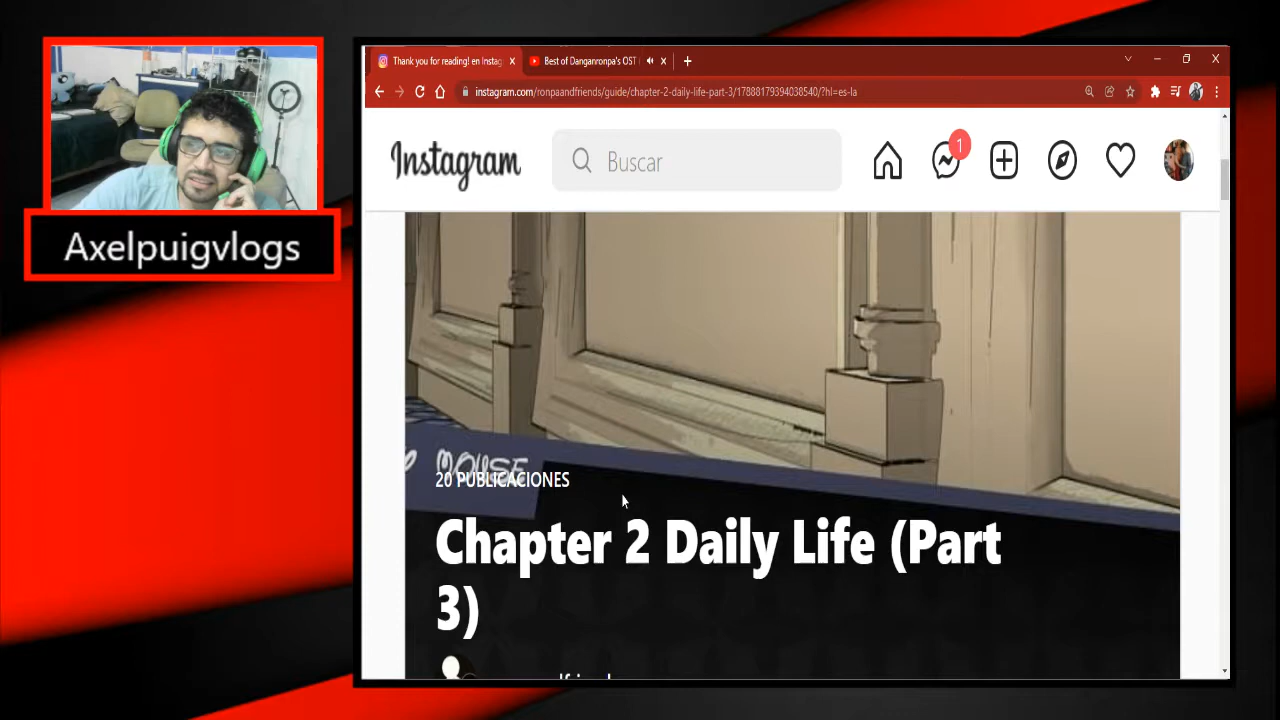 Thank you for reading! en Instag
Best of Danganronpa's OST
instagram.com/ronpaandfriends/guide/chapter-2-daily-life-part-3/17888179394038540/?hl=es-la
Instagram
Buscar
1
Axelpuigvlogs
MOUSE
20 PUBLICACIONES
Chapter 2 Daily Life (Part
3)